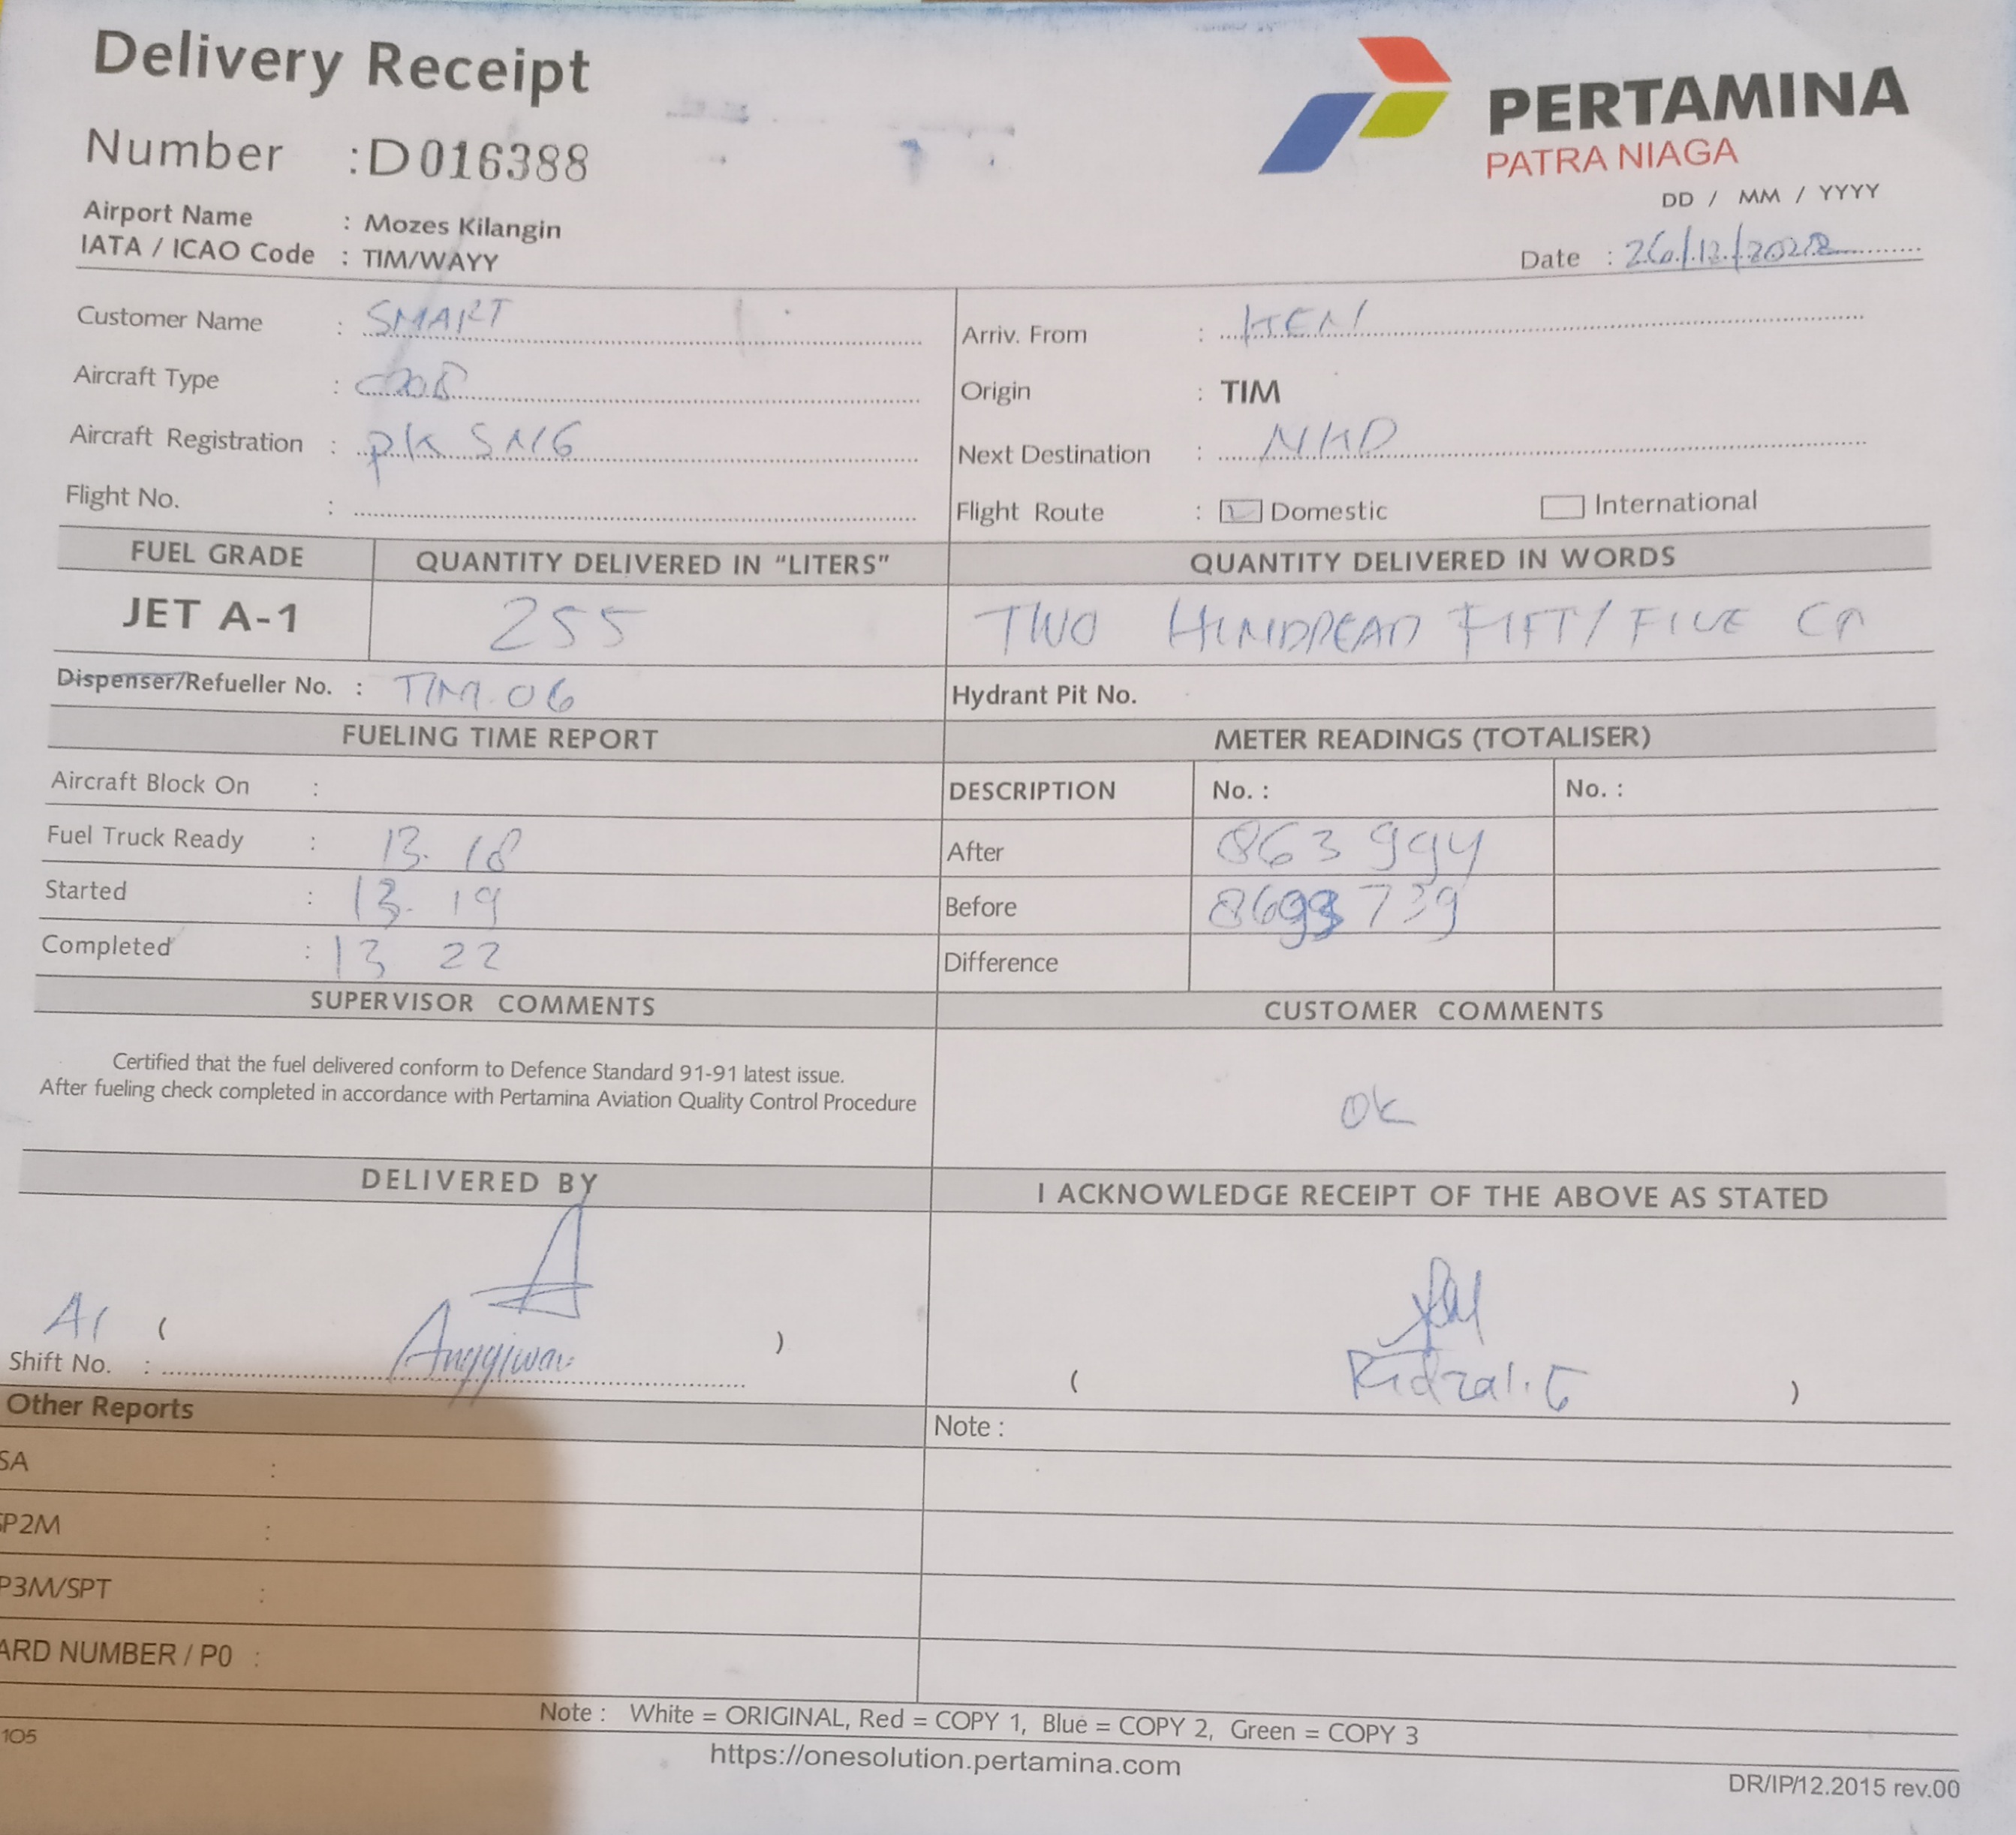 Delivery Receipt
PERTAMINA
PATRA NIAGA
Number :D016388
DD / MM / YYYY
Airport Name : Mozes Kilangin
IATA / ICAO Code : TIM/WAYY
Date : 26/12/2022
Customer Name : SMART
Arriv. From :
Aircraft Type : C208
Origin : TIM
Aircraft Registration : PK SNG
Next Destination :
Flight No. :
Flight Route : Domestic International
FUEL GRADE QUANTITY DELIVERED IN "LITERS" QUANTITY DELIVERED IN WORDS
JET A-1 255 TWO HUNDREAD FIFTY FIVE
Dispenser/Refueller No. : TIM.06 Hydrant Pit No.
FUELING TIME REPORT METER READINGS (TOTALISER)
Aircraft Block On : DESCRIPTION No. : No. :
Fuel Truck Ready : 13.18 After 863 994
Started : 13.19 Before 739
Completed : 13 22 Difference
SUPERVISOR COMMENTS CUSTOMER COMMENTS
Certified that the fuel delivered conform to Defence Standard 91-91 latest issue.
After fueling check completed in accordance with Pertamina Aviation Quality Control Procedure
OK
DELIVERED BY I ACKNOWLEDGE RECEIPT OF THE ABOVE AS STATED
( )
Shift No. :
( )
Other Reports Note :
SA :
SP2M :
P3M/SPT :
ARD NUMBER / P0 :
Note : White = ORIGINAL, Red = COPY 1, Blue = COPY 2, Green = COPY 3
105
https://onesolution.pertamina.com
DR/IP/12.2015 rev.00